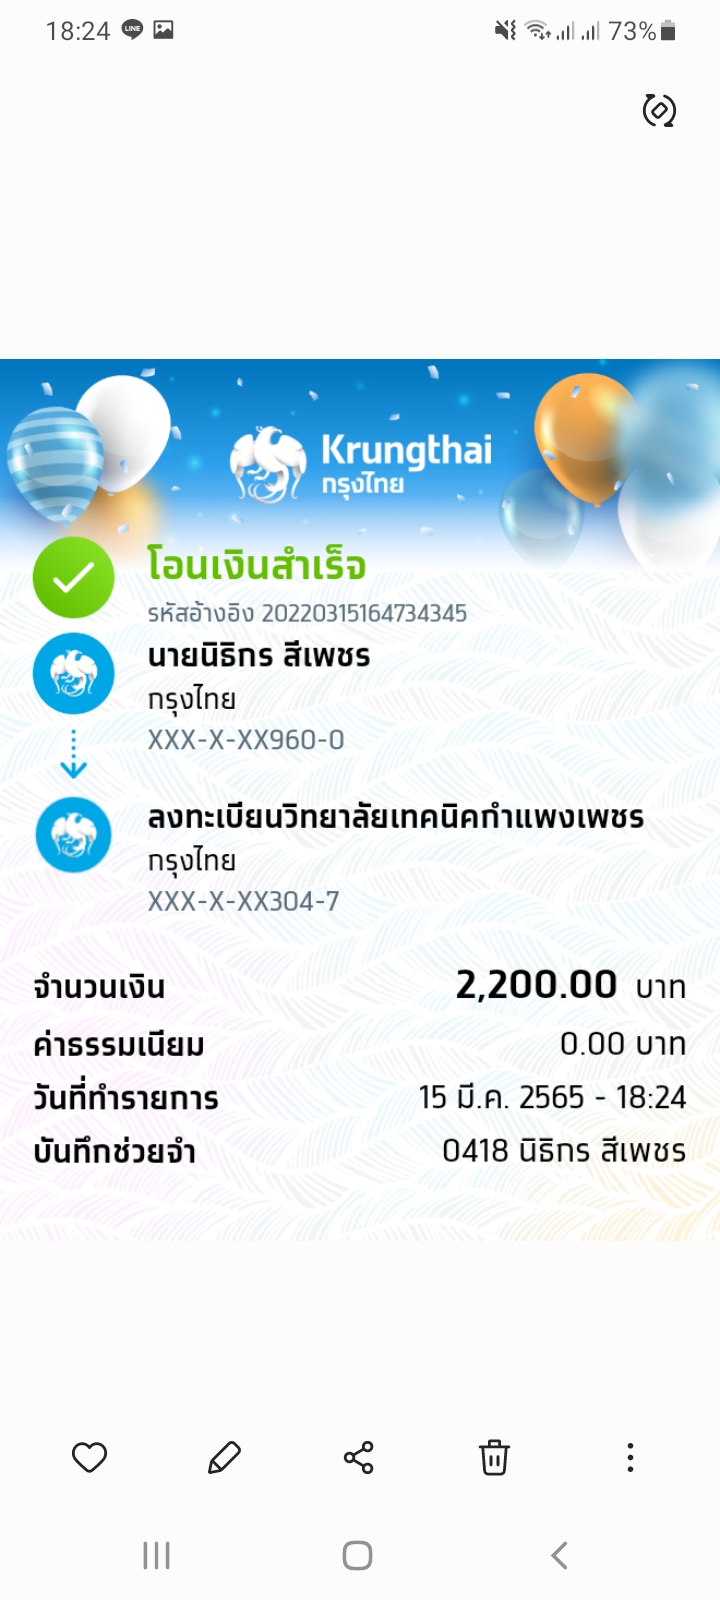 18:24 LINE 73%
Krungthai
กรุงไทย
โอนเงินสำเร็จ
รหัสอ้างอิง 20220315164734345
นายนิธิกร สีเพชร
กรุงไทย
XXX-X-XX960-0
ลงทะเบียนวิทยาลัยเทคนิคกำแพงเพชร
กรุงไทย
XXX-X-XX304-7
จำนวนเงิน 2,200.00 บาท
ค่าธรรมเนียม 0.00 บาท
วันที่ทำรายการ 15 มี.ค. 2565 - 18:24
บันทึกช่วยจำ 0418 นิธิกร สีเพชร